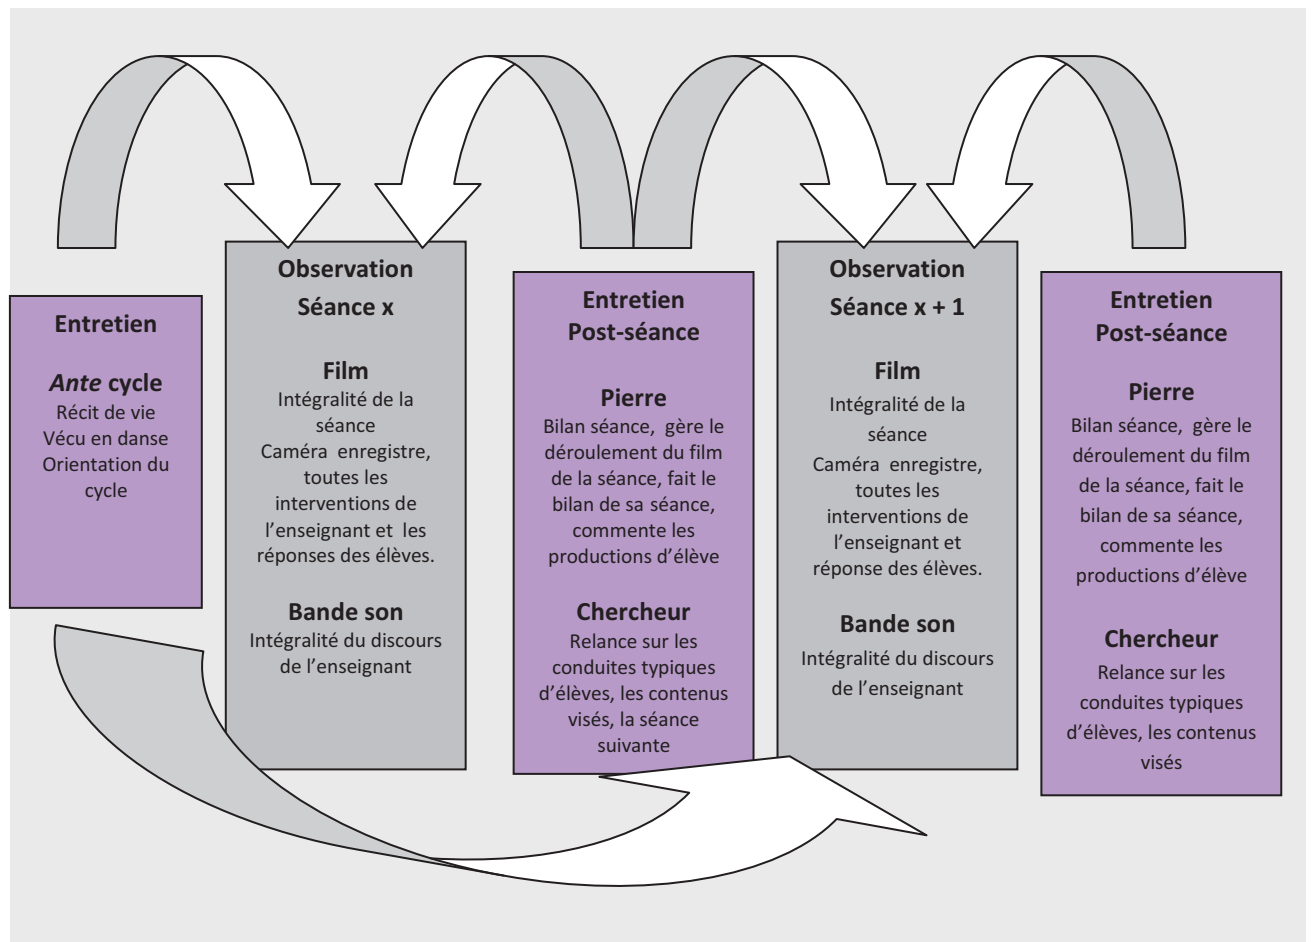 Entretien
Ante cycle
Récit de vie
Vécu en danse
Orientation du
cycle
Observation
Séance x
Film
Intégralité de la
séance
Caméra enregistre,
toutes les
interventions de
l'enseignant et les
réponses des élèves.
Bande son
Intégralité du discours
de l'enseignant
Entretien
Post-séance
Pierre
Bilan séance, gère le
déroulement du film
de la séance, fait le
bilan de sa séance,
commente les
productions d'élève
Chercheur
Relance sur les
conduites typiques
d'élèves, les contenus
visés, la séance
suivante
Observation
Séance x + 1
Film
Intégralité de la
séance
Caméra enregistre,
toutes les
interventions de
l'enseignant et
réponse des élèves.
Bande son
Intégralité du discours
de l'enseignant
Entretien
Post-séance
Pierre
Bilan séance, gère le
déroulement du film
de la séance, fait le
bilan de sa séance,
commente les
productions d'élève
Chercheur
Relance sur les
conduites typiques
d'élèves, les contenus
visés